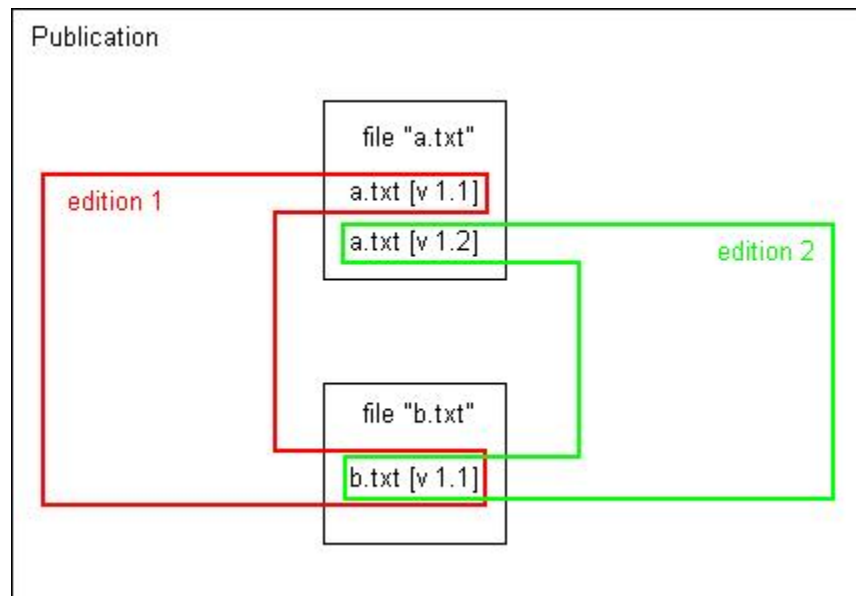 Publication
file "a.txt"
a.txt [v 1.1]
edition 1
a.txt [v 1.2]
edition 2
file "b.txt"
b.txt [v 1.1]